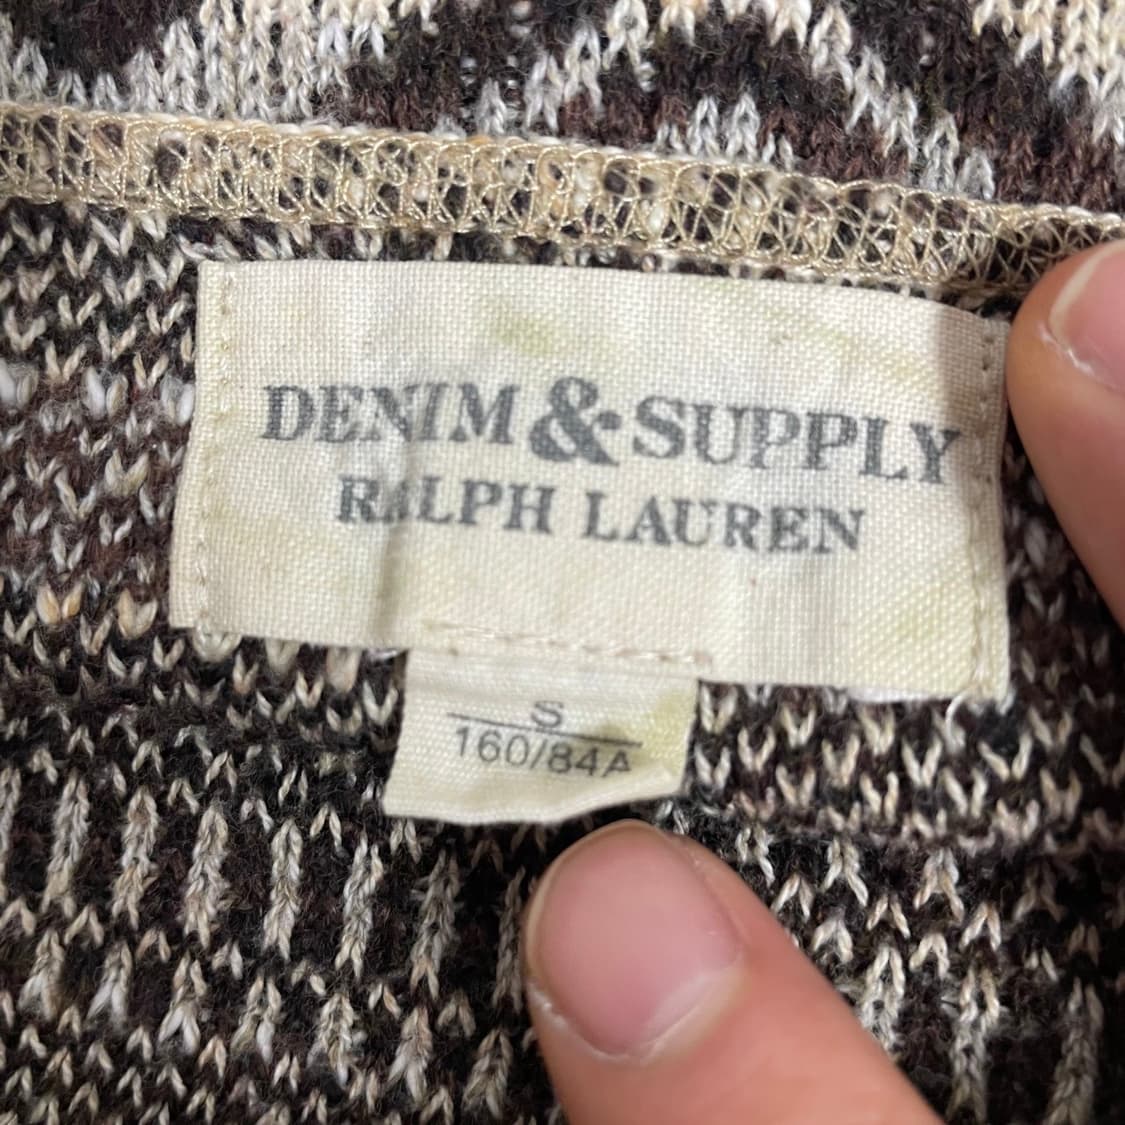 DENIM & SUPPLY
RALPH LAUREN
S
160/84A